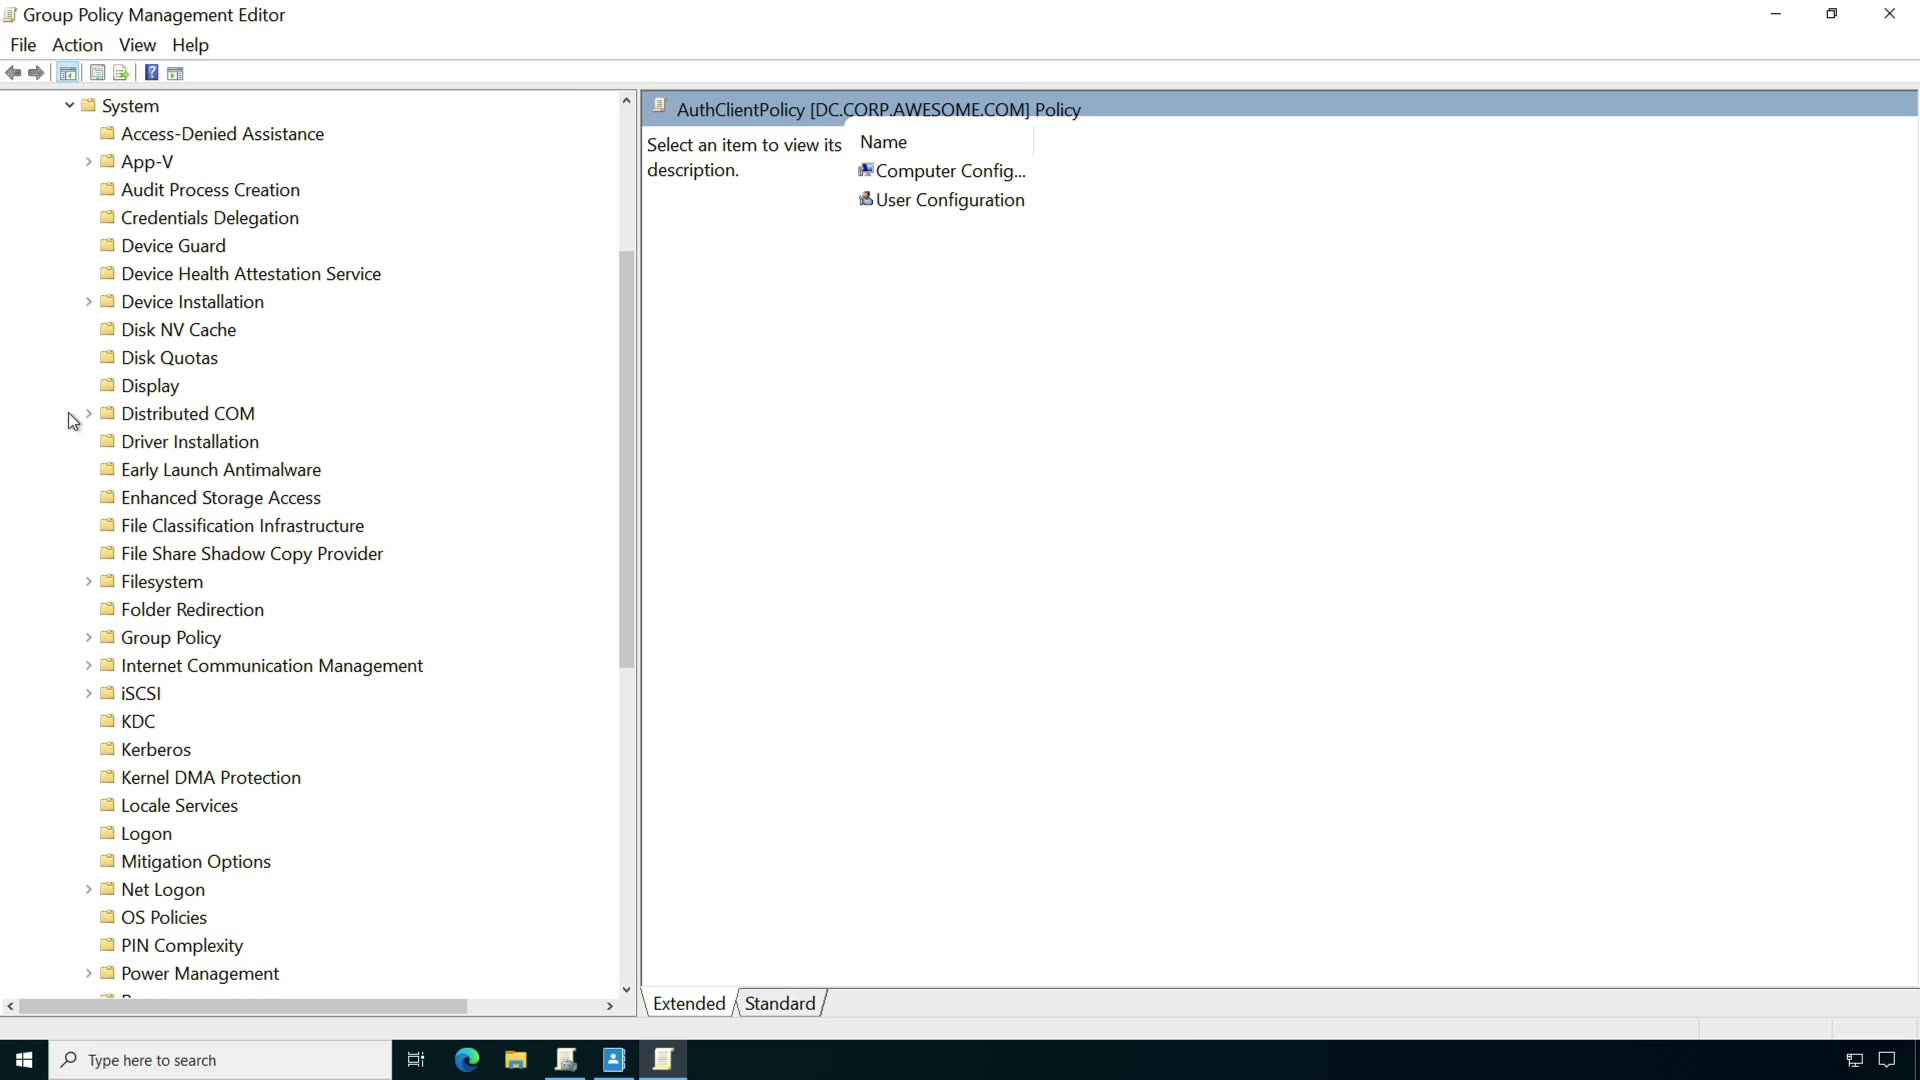 Group Policy Management Editor
File Action View Help
System
Access-Denied Assistance
App-V
Audit Process Creation
Credentials Delegation
Device Guard
Device Health Attestation Service
Device Installation
Disk NV Cache
Disk Quotas
Display
Distributed COM
Driver Installation
Early Launch Antimalware
Enhanced Storage Access
File Classification Infrastructure
File Share Shadow Copy Provider
Filesystem
Folder Redirection
Group Policy
Internet Communication Management
iSCSI
KDC
Kerberos
Kernel DMA Protection
Locale Services
Logon
Mitigation Options
Net Logon
OS Policies
PIN Complexity
Power Management
AuthClientPolicy [DC.CORP.AWESOME.COM] Policy
Select an item to view its
description.
Name
Computer Config...
User Configuration
Extended Standard
Type here to search